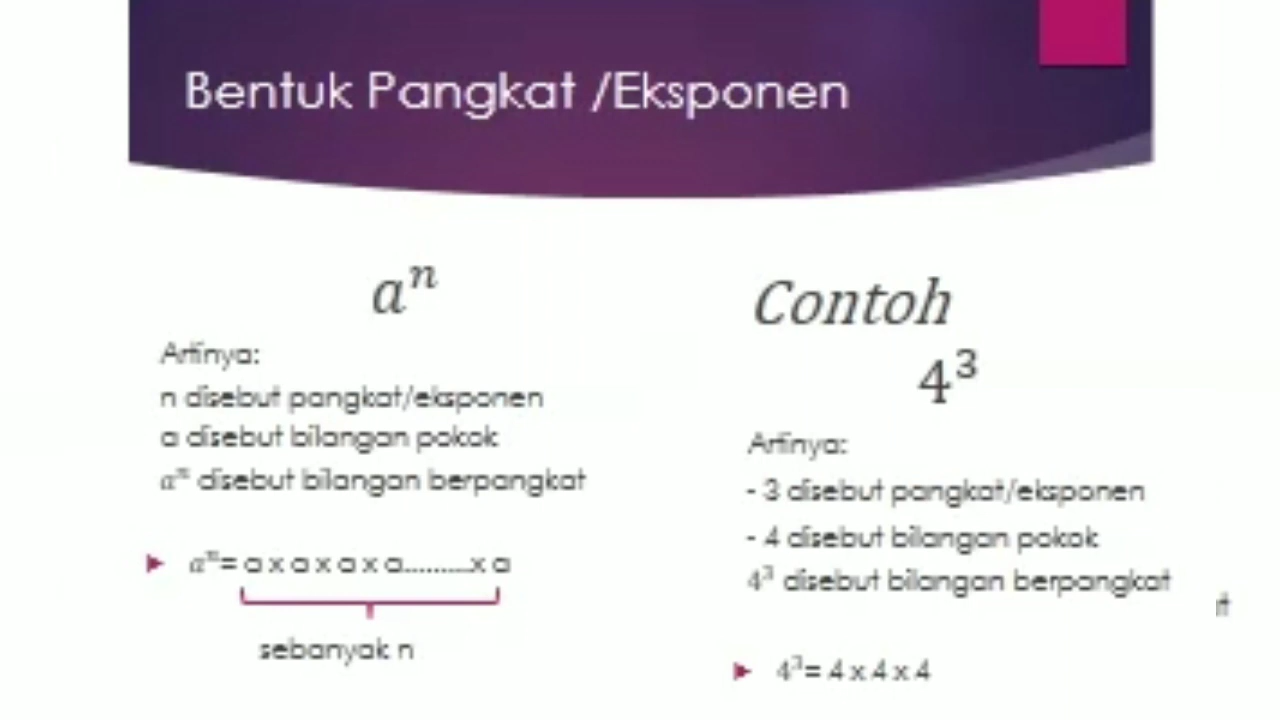 Bentuk Pangkat /Eksponen
aⁿ
Artinya:
n disebut pangkat/eksponen
a disebut bilangan pokok
aⁿ disebut bilangan berpangkat
aⁿ= a x a x a x a.........x a
sebanyak n
Contoh
4³
Artinya:
- 3 disebut pangkat/eksponen
- 4 disebut bilangan pokok
4³ disebut bilangan berpangkat
4³= 4 x 4 x 4